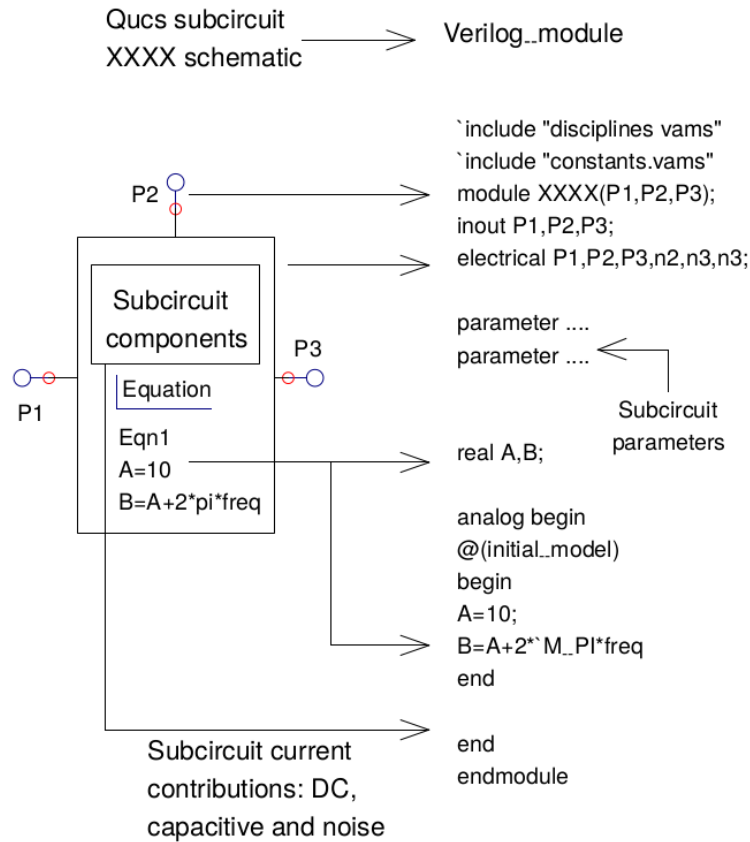 Qucs subcircuit
XXXX schematic
Verilog_module
`include "disciplines vams"
`include "constants.vams"
module XXXX(P1,P2,P3);
inout P1,P2,P3;
electrical P1,P2,P3,n2,n3,n3;
P2
Subcircuit
components
P3
P1
Equation
Eqn1
A=10
B=A+2*pi*freq
parameter ....
parameter ....
Subcircuit
parameters
real A,B;
analog begin
@(initial_model)
begin
A=10;
B=A+2*`M_PI*freq
end
end
endmodule
Subcircuit current
contributions: DC,
capacitive and noise